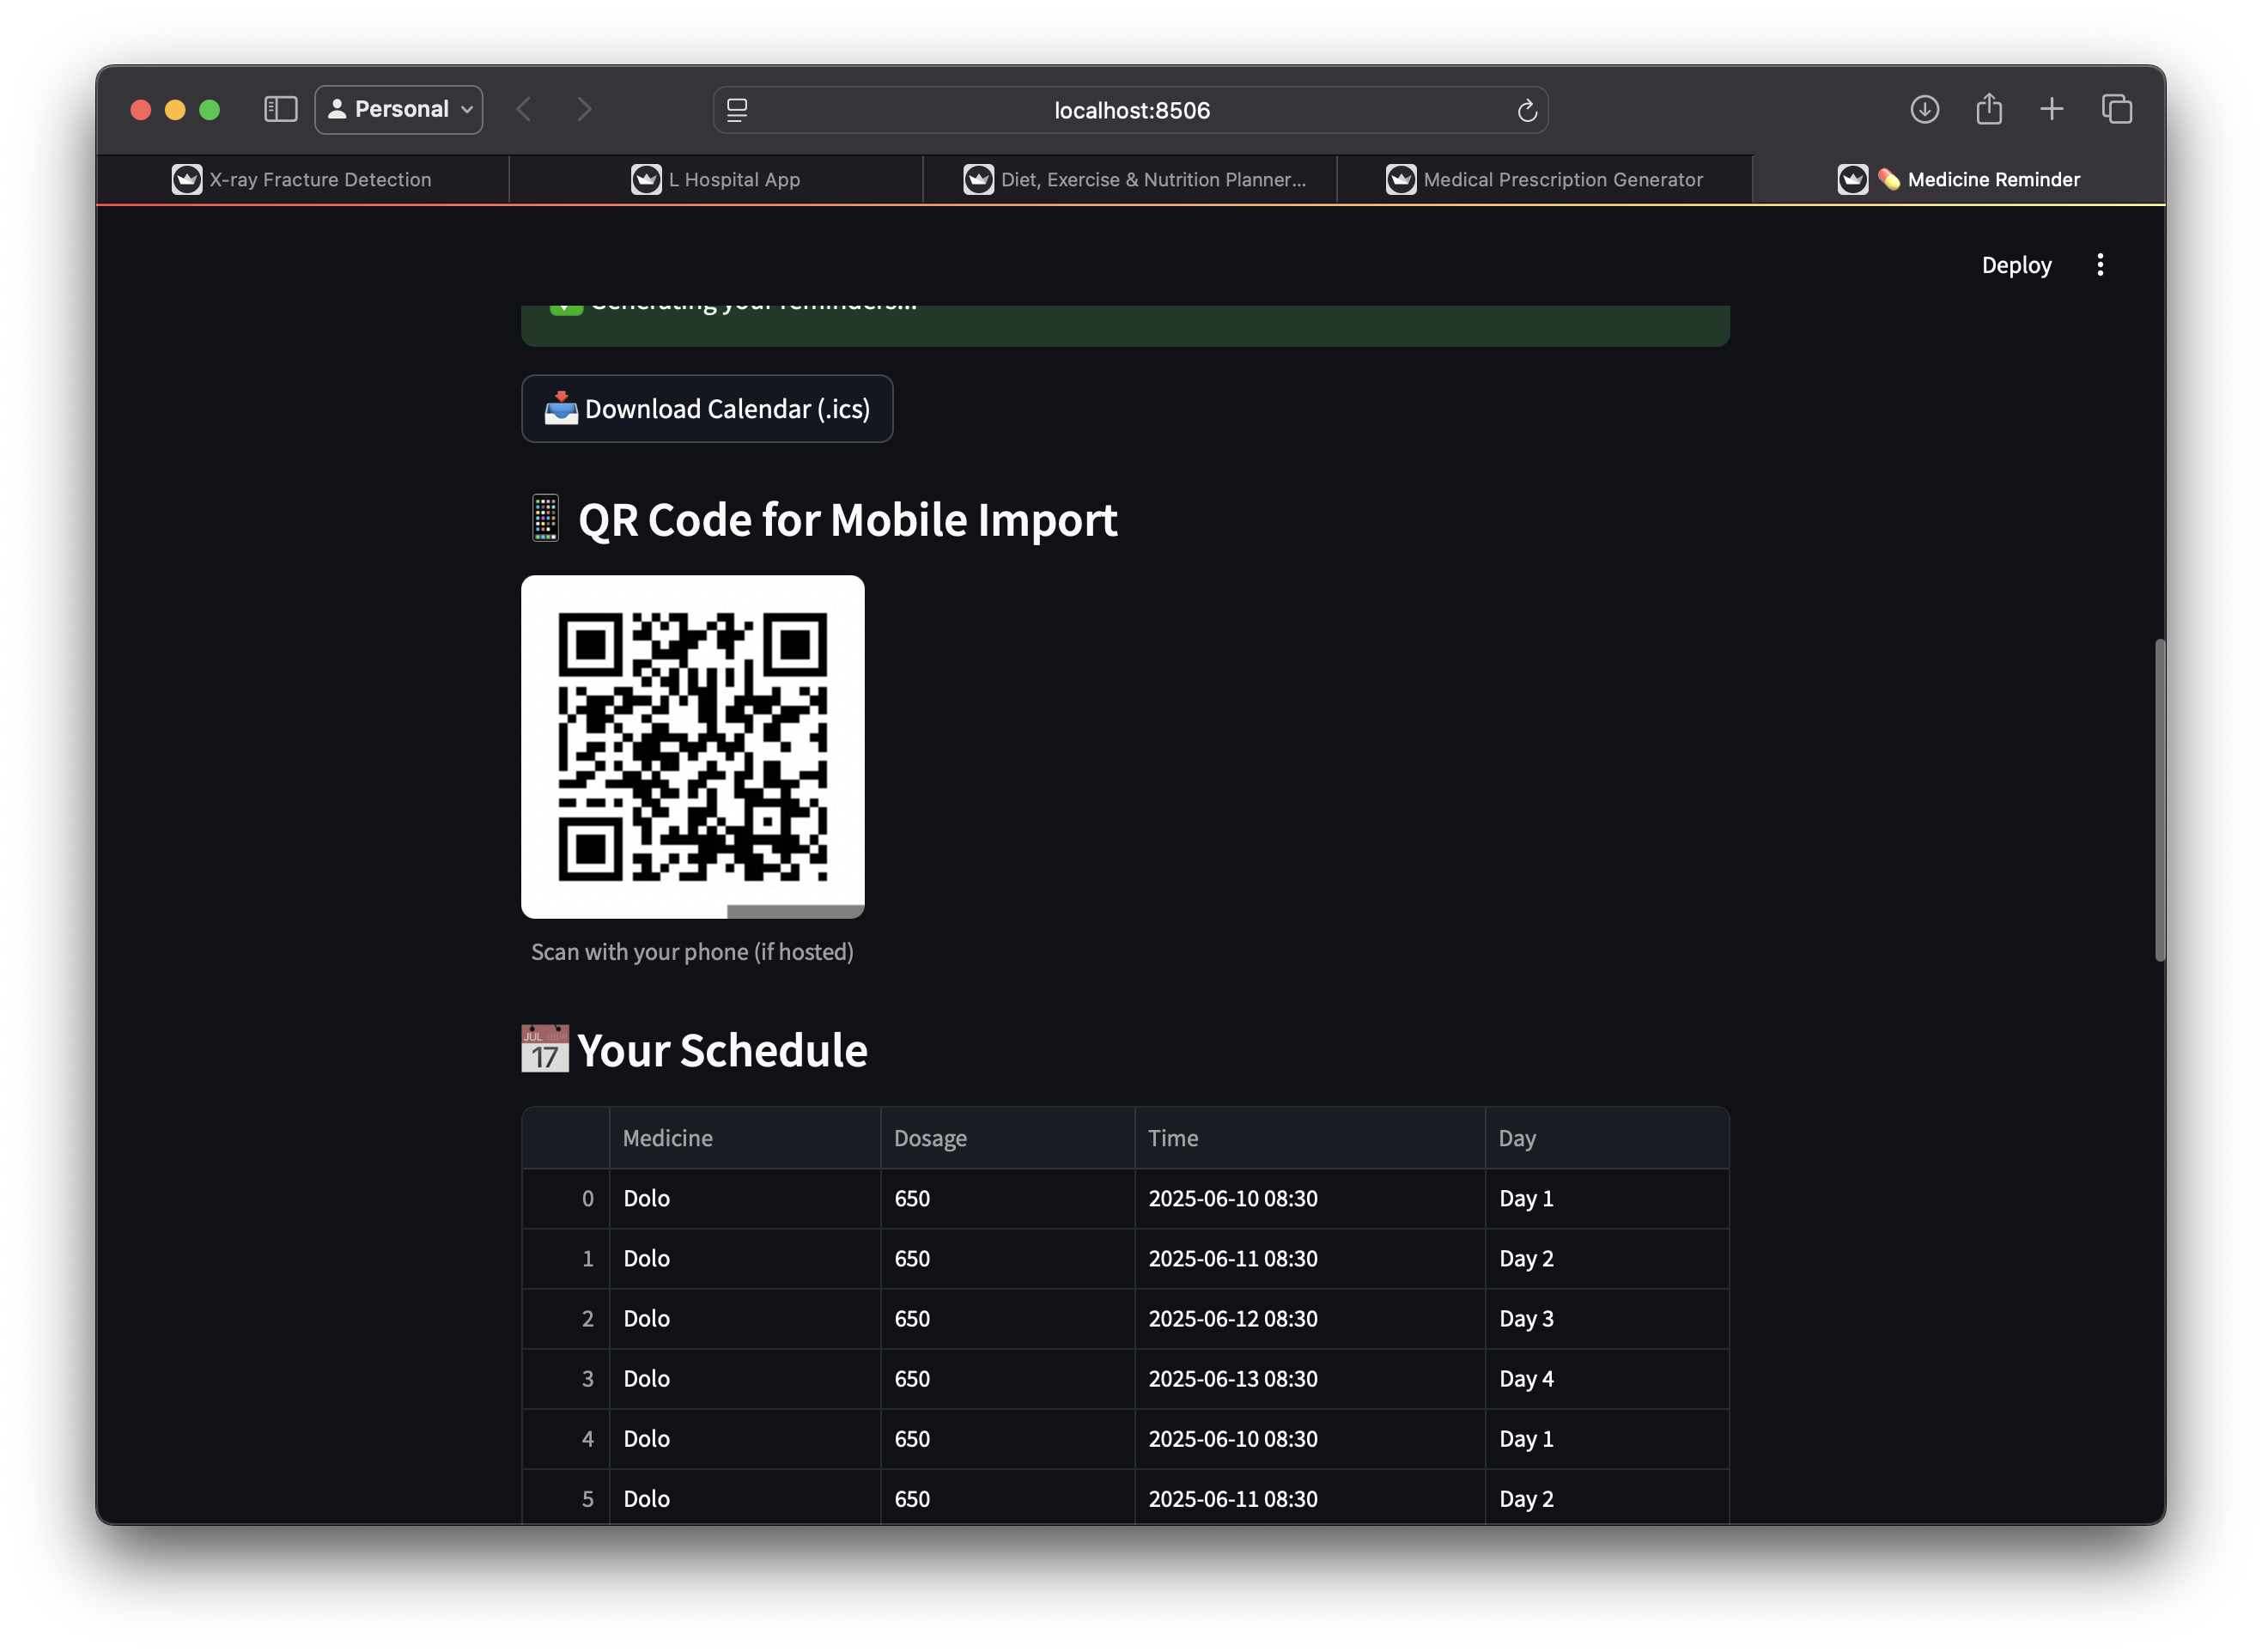 Personal
localhost:8506
X-ray Fracture Detection
L Hospital App
Diet, Exercise & Nutrition Planner...
Medical Prescription Generator
💊 Medicine Reminder
Deploy
Generating your reminders...
Download Calendar (.ics)
QR Code for Mobile Import
Scan with your phone (if hosted)
JUL
17
Your Schedule
Medicine Dosage Time Day
0 Dolo 650 2025-06-10 08:30 Day 1
1 Dolo 650 2025-06-11 08:30 Day 2
2 Dolo 650 2025-06-12 08:30 Day 3
3 Dolo 650 2025-06-13 08:30 Day 4
4 Dolo 650 2025-06-10 08:30 Day 1
5 Dolo 650 2025-06-11 08:30 Day 2